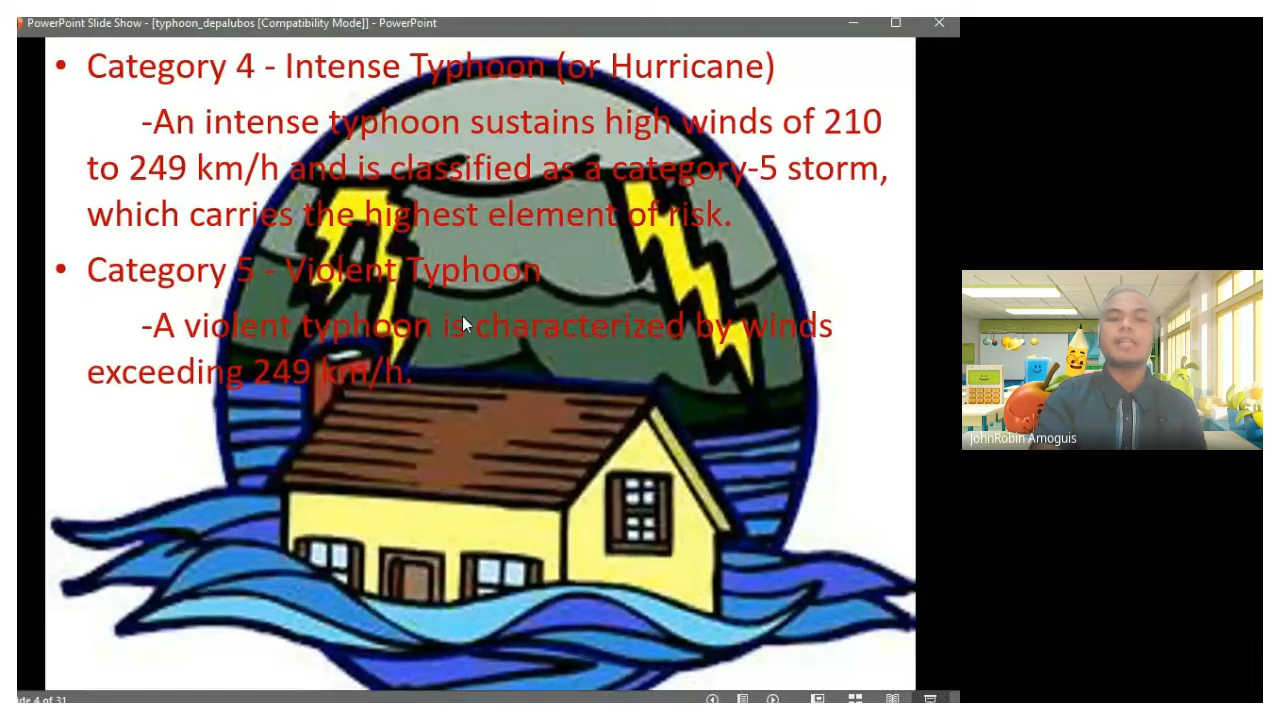 PowerPoint Slide Show - [typhoon_depalubos [Compatibility Mode]] - PowerPoint
• Category 4 - Intense Typhoon (or Hurricane)
-An intense typhoon sustains high winds of 210
to 249 km/h and is classified as a category-5 storm,
which carries the highest element of risk.
• Category 5 - Violent Typhoon
-A violent typhoon is characterized by winds
exceeding 249 km/h.
JohnRobin Amoguis
ide 4 of 31